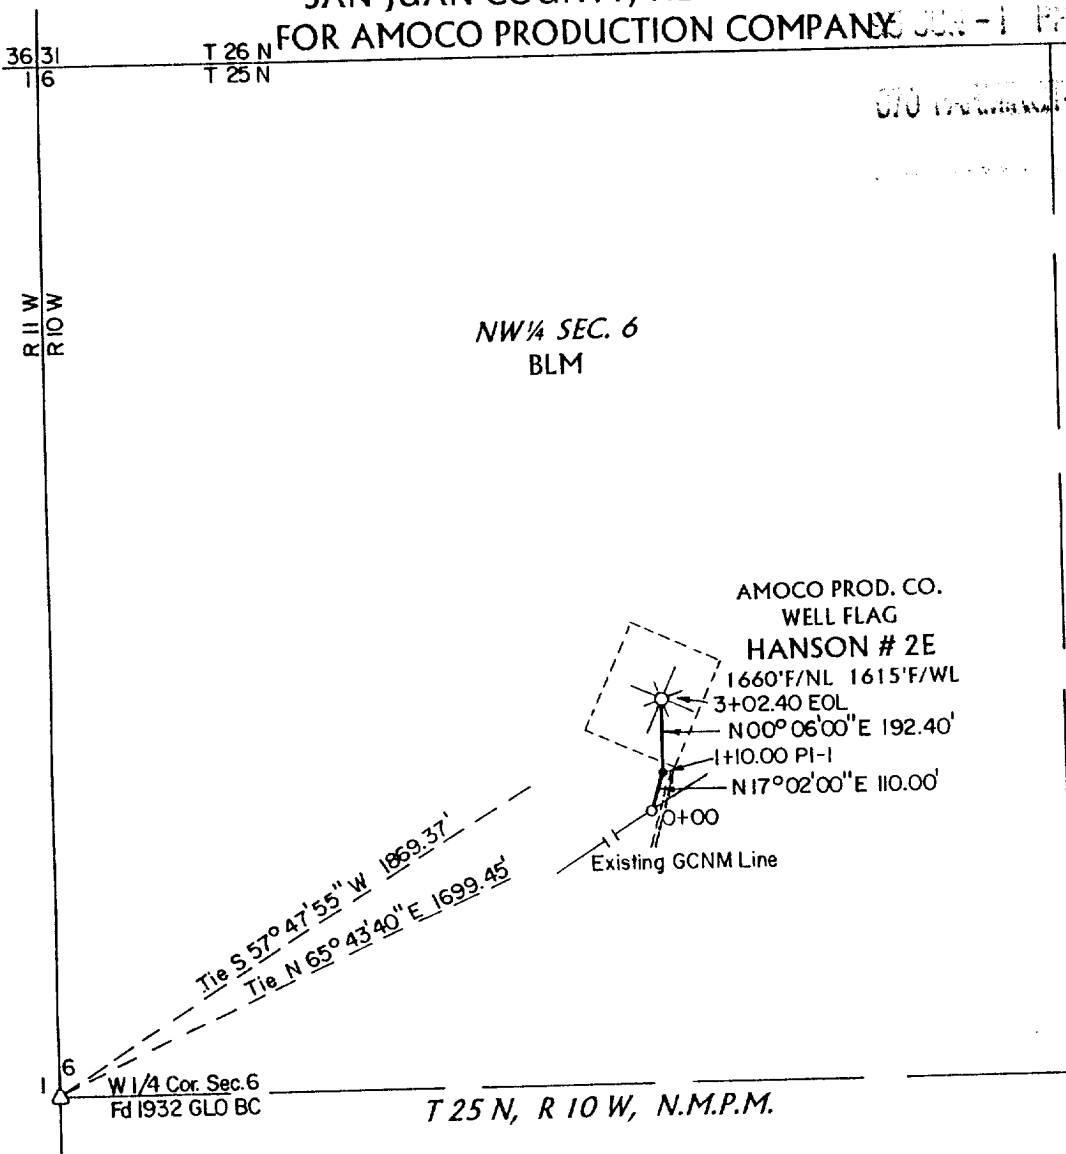 FOR AMOCO PRODUCTION COMPANY
36 31
T 26 N
1 6
T 25 N
R 11 W
R 10 W
NW¼ SEC. 6
BLM
AMOCO PROD. CO.
WELL FLAG
HANSON # 2E
1660'F/NL 1615'F/WL
3+02.40 EOL
N00°06'00"E 192.40'
1+10.00 PI-1
N17°02'00"E 110.00'
0+00
Existing GCNM Line
Tie S 57° 47' 55" W 1869.37'
Tie N 65° 43' 40" E 1699.45'
1 6
W 1/4 Cor. Sec. 6
Fd 1932 GLO BC
T 25 N, R 10 W, N.M.P.M.